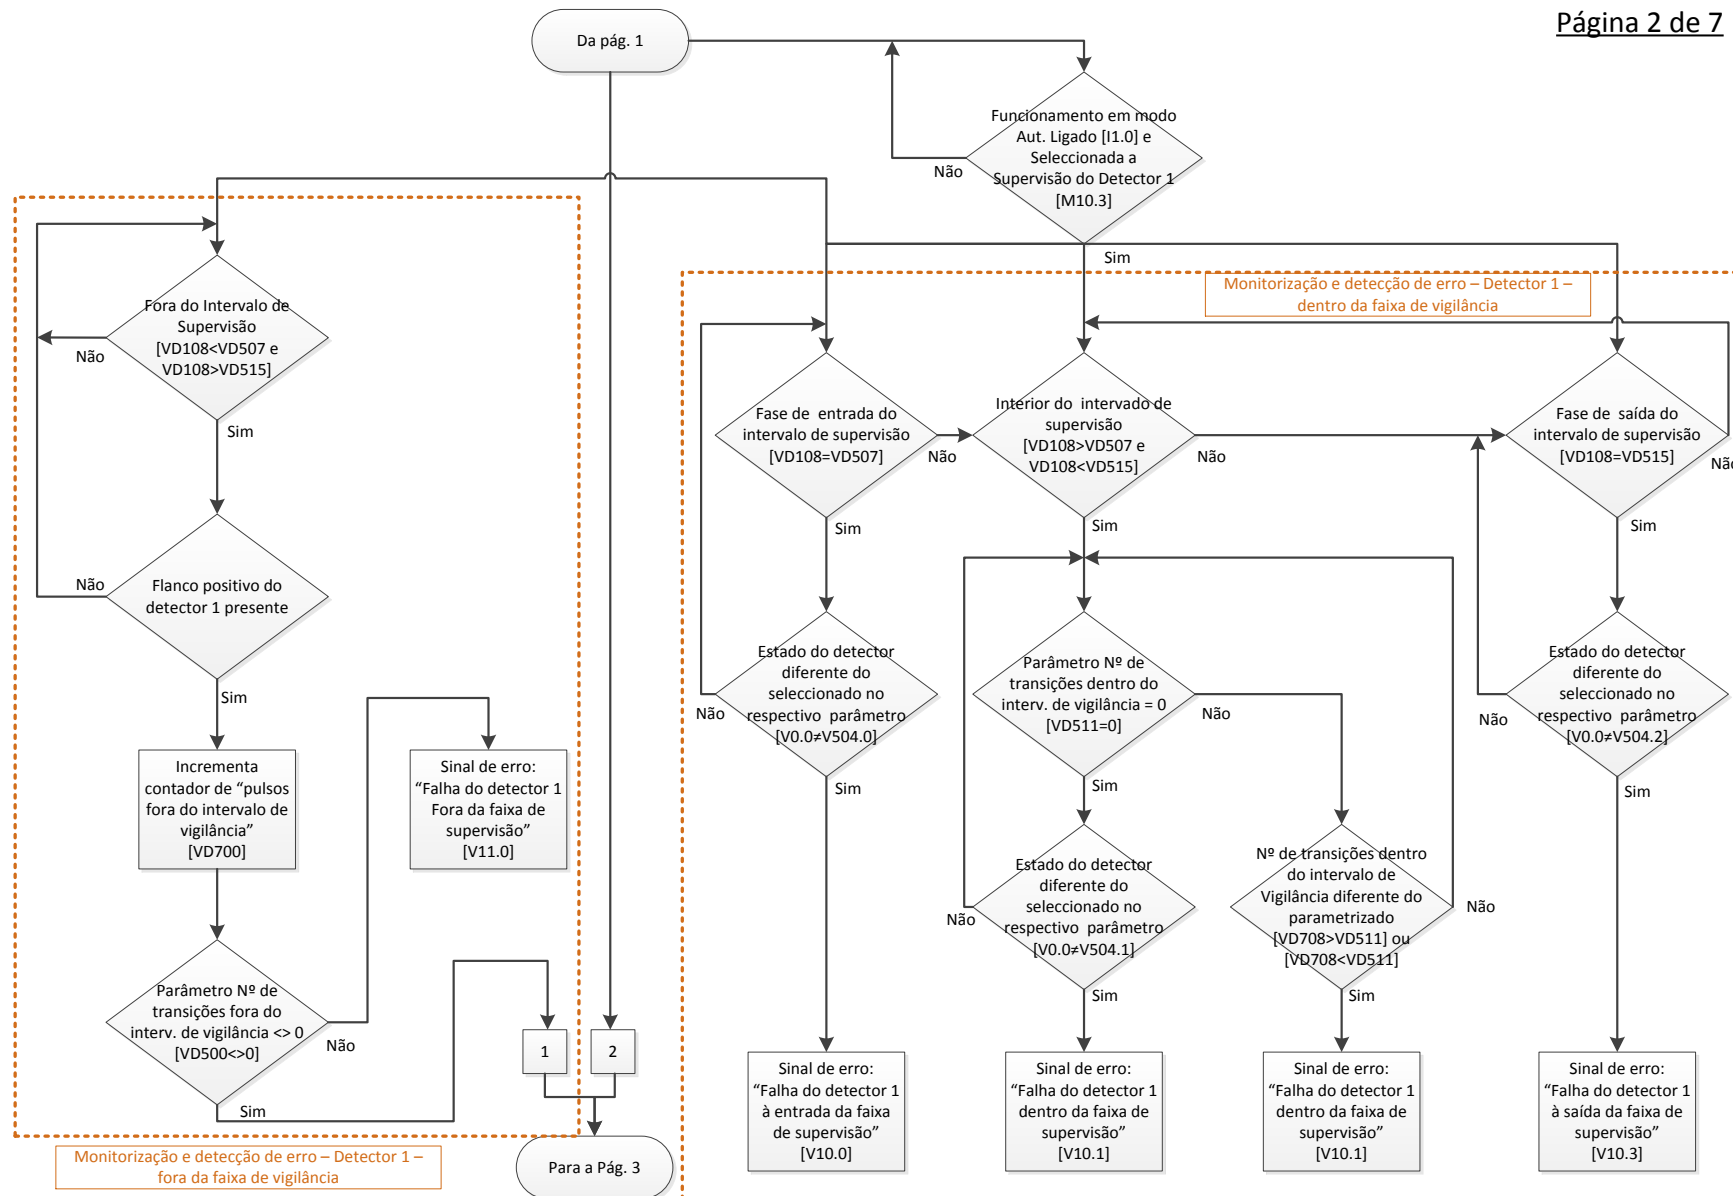 Página 2 de 7
Da pág. 1
Funcionamento em modo
Aut. Ligado [I1.0] e
Seleccionada a
Supervisão do Detector 1
[M10.3]
Não
Sim
Monitorização e detecção de erro – Detector 1 –
dentro da faixa de vigilância
Fora do Intervalo de
Supervisão
[VD108<VD507 e
VD108>VD515]
Não
Sim
Flanco positivo do
detector 1 presente
Não
Sim
Incrementa
contador de “pulsos
fora do intervalo de
vigilância”
[VD700]
Sinal de erro:
“Falha do detector 1
Fora da faixa de
supervisão”
[V11.0]
Parâmetro Nº de
transições fora do
interv. de vigilância <> 0
[VD500<>0]
Não
Sim
1
2
Monitorização e detecção de erro – Detector 1 –
fora da faixa de vigilância
Para a Pág. 3
Fase de entrada do
intervalo de supervisão
[VD108=VD507]
Não
Sim
Estado do detector
diferente do
seleccionado no
respectivo parâmetro
[V0.0≠V504.0]
Não
Sim
Sinal de erro:
“Falha do detector 1
à entrada da faixa
de supervisão”
[V10.0]
Interior do intervado de
supervisão
[VD108>VD507 e
VD108<VD515]
Não
Sim
Parâmetro Nº de
transições dentro do
interv. de vigilância = 0
[VD511=0]
Não
Sim
Estado do detector
diferente do
seleccionado no
respectivo parâmetro
[V0.0≠V504.1]
Não
Sim
Sinal de erro:
“Falha do detector 1
dentro da faixa de
supervisão”
[V10.1]
Nº de transições dentro
do intervalo de
Vigilância diferente do
parametrizado
[VD708>VD511] ou
[VD708<VD511]
Não
Sim
Sinal de erro:
“Falha do detector 1
dentro da faixa de
supervisão”
[V10.1]
Fase de saída do
intervalo de supervisão
[VD108=VD515]
Não
Sim
Estado do detector
diferente do
seleccionado no
respectivo parâmetro
[V0.0≠V504.2]
Não
Sim
Sinal de erro:
“Falha do detector 1
à saída da faixa de
supervisão”
[V10.3]